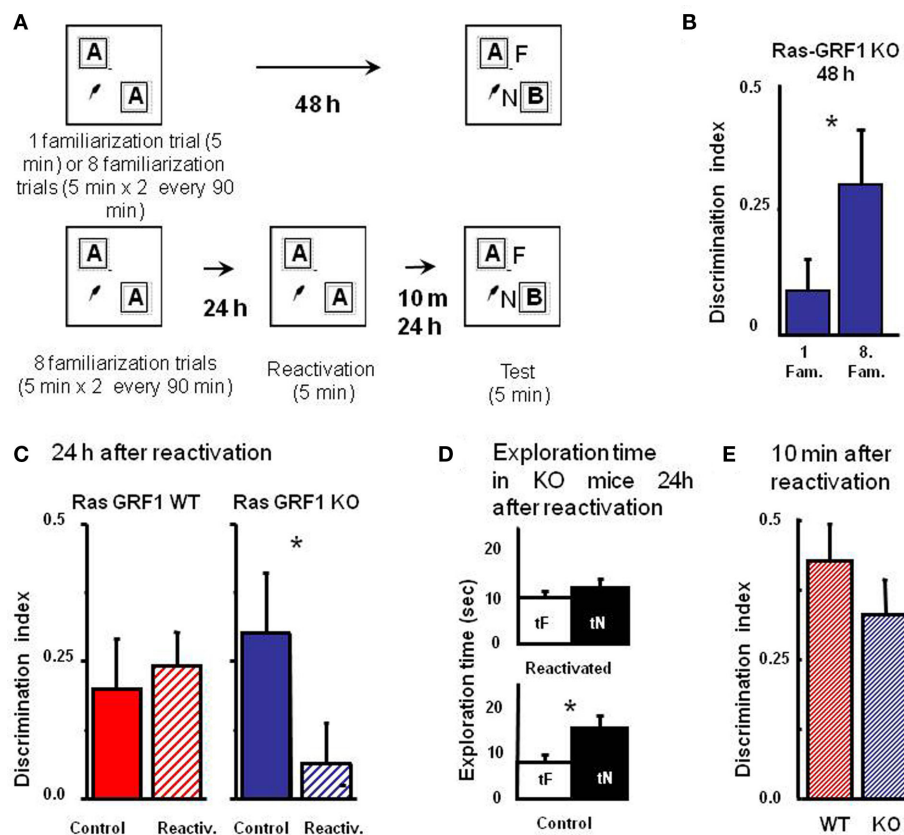 A
A
A
48 h
A F
N B
1 familiarization trial (5
min) or 8 familiarization
trials (5 min x 2 every 90
min)
A
A
24 h
A
A
10 m
24 h
A F
N B
8 familiarization trials
(5 min x 2 every 90 min)
Reactivation
(5 min)
Test
(5 min)
B
Ras-GRF1 KO
48 h
0.5
*
0.25
0
Discriminaition index
1
Fam.
8.
Fam.
C 24 h after reactivation
Ras GRF1 WT
Ras GRF1 KO
0.5
*
0.25
0.0
Discrimination index
Control
Reactiv.
Control
Reactiv.
D Exploration time
in KO mice 24h
after reactivation
20
10
0
tF
tN
Reactivated
Exploration time (sec)
20
*
10
0
tF
tN
Control
E 10 min after
reactivation
0.5
0.25
0.0
Discrimination index
WT
KO